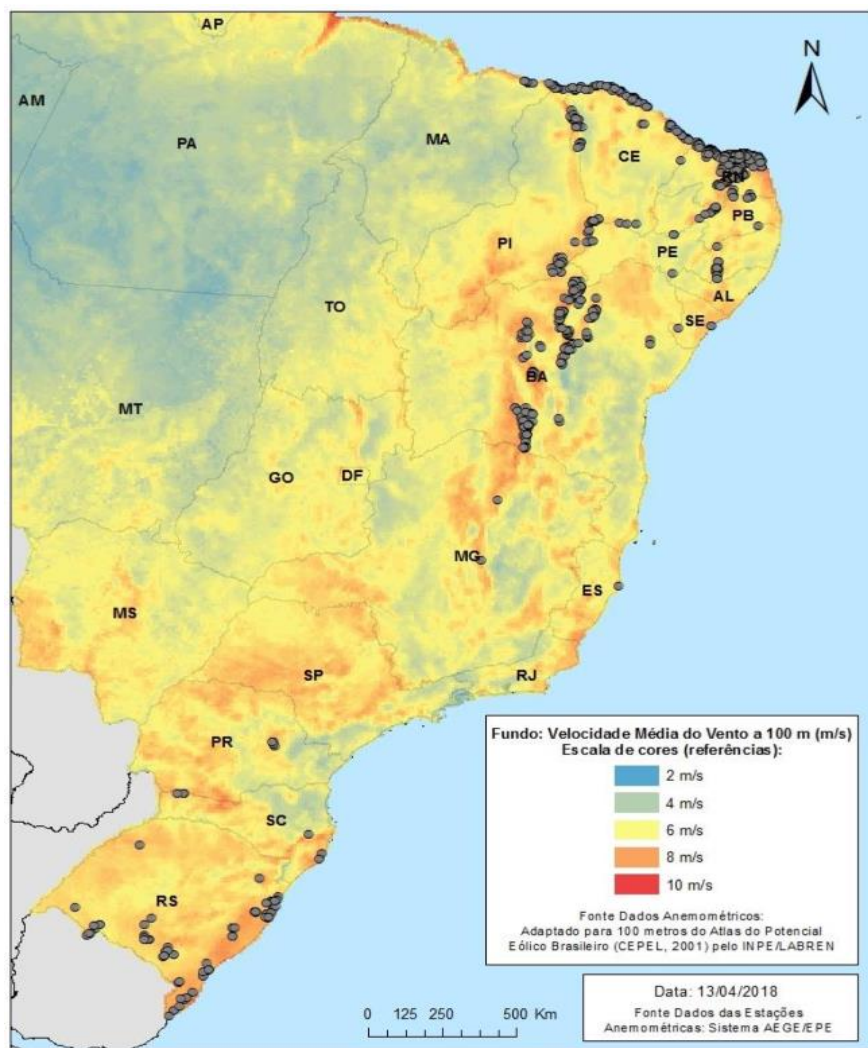 AP
N
AM
PA
MA
CE
RN
PB
PI
PE
TO
AL
SE
BA
MT
GO
DF
MG
ES
MS
SP
RJ
PR
SC
RS
Fundo: Velocidade Média do Vento a 100 m (m/s)
Escala de cores (referências):
2 m/s
4 m/s
6 m/s
8 m/s
10 m/s
Fonte Dados Anemométricos:
Adaptado para 100 metros do Atlas do Potencial
Eólico Brasileiro (CEPEL, 2001) pelo INPE/LABREN
Data: 13/04/2018
Fonte Dados das Estações
Anemométricas: Sistema AEGE/EPE
0 125 250 500 Km